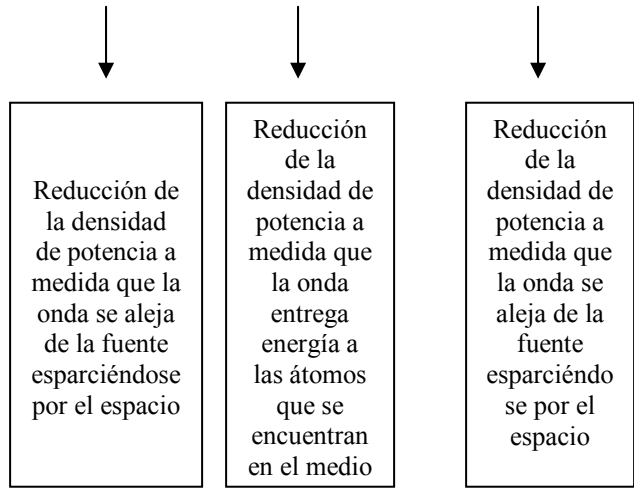 Reducción de
la densidad
de potencia a
medida que la
onda se aleja
de la fuente
esparciéndose
por el espacio
Reducción
de la
densidad de
potencia a
medida que
la onda
entrega
energía a
las átomos
que se
encuentran
en el medio
Reducción
de la
densidad de
potencia a
medida que
la onda se
aleja de la
fuente
esparciéndo
se por el
espacio